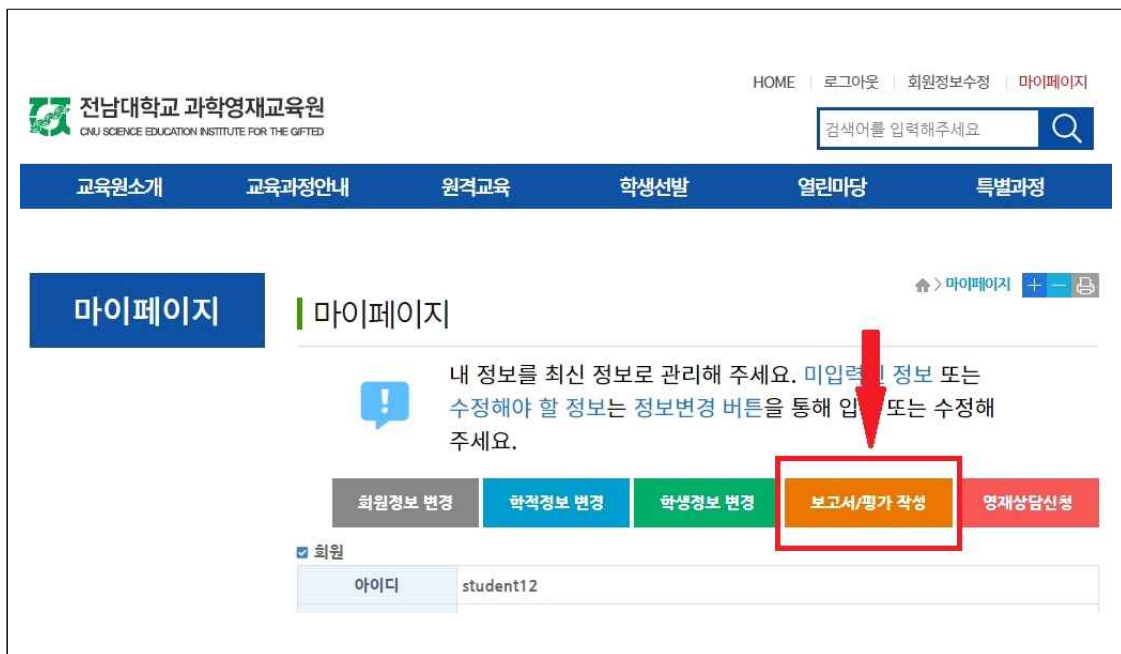 HOME 로그아웃 회원정보수정 마이페이지
전남대학교 과학영재교육원
CNU SCIENCE EDUCATION INSTITUTE FOR THE GIFTED
검색어를 입력해주세요
교육원소개 교육과정안내 원격교육 학생선발 열린마당 특별과정
마이페이지
마이페이지
마이페이지
내 정보를 최신 정보로 관리해 주세요. 미입력 정보 또는
수정해야 할 정보는 정보변경 버튼을 통해 입 또는 수정해
주세요.
회원정보 변경 학적정보 변경 학생정보 변경 보고서/평가 작성 영재상담신청
회원
아이디 student12